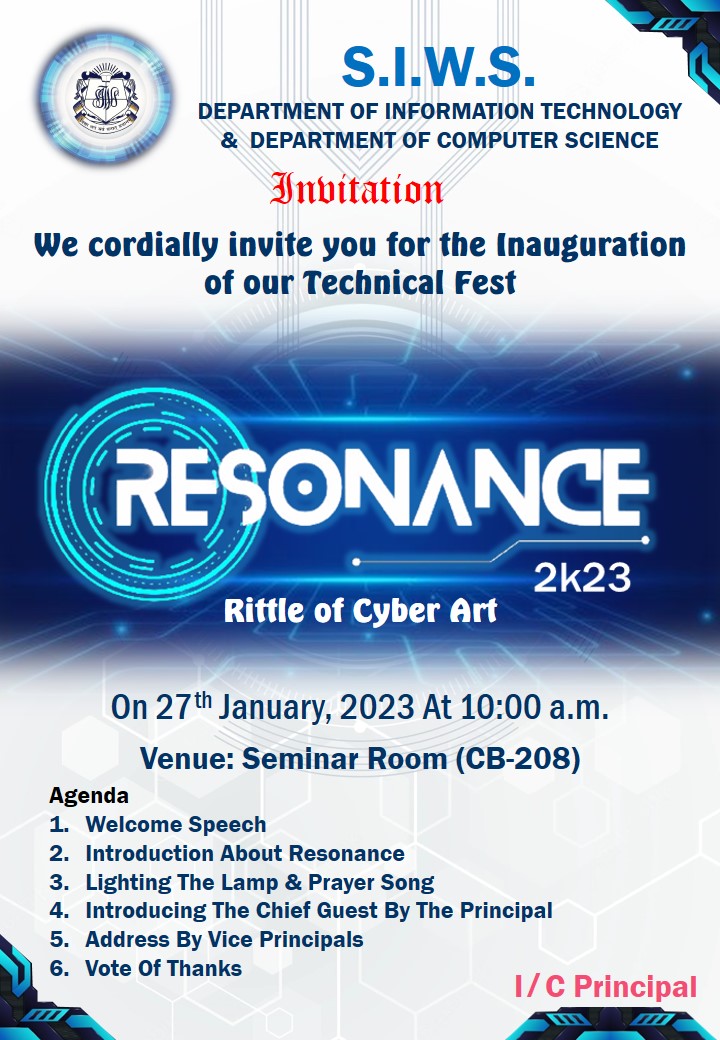 S.I.W.S.
DEPARTMENT OF INFORMATION TECHNOLOGY
& DEPARTMENT OF COMPUTER SCIENCE
Invitation
We cordially invite you for the Inauguration
of our Technical Fest
RESONANCE
2k23
Rittle of Cyber Art
On 27th January, 2023 At 10:00 a.m.
Venue: Seminar Room (CB-208)
Agenda
1. Welcome Speech
2. Introduction About Resonance
3. Lighting The Lamp & Prayer Song
4. Introducing The Chief Guest By The Principal
5. Address By Vice Principals
6. Vote Of Thanks
I/C Principal